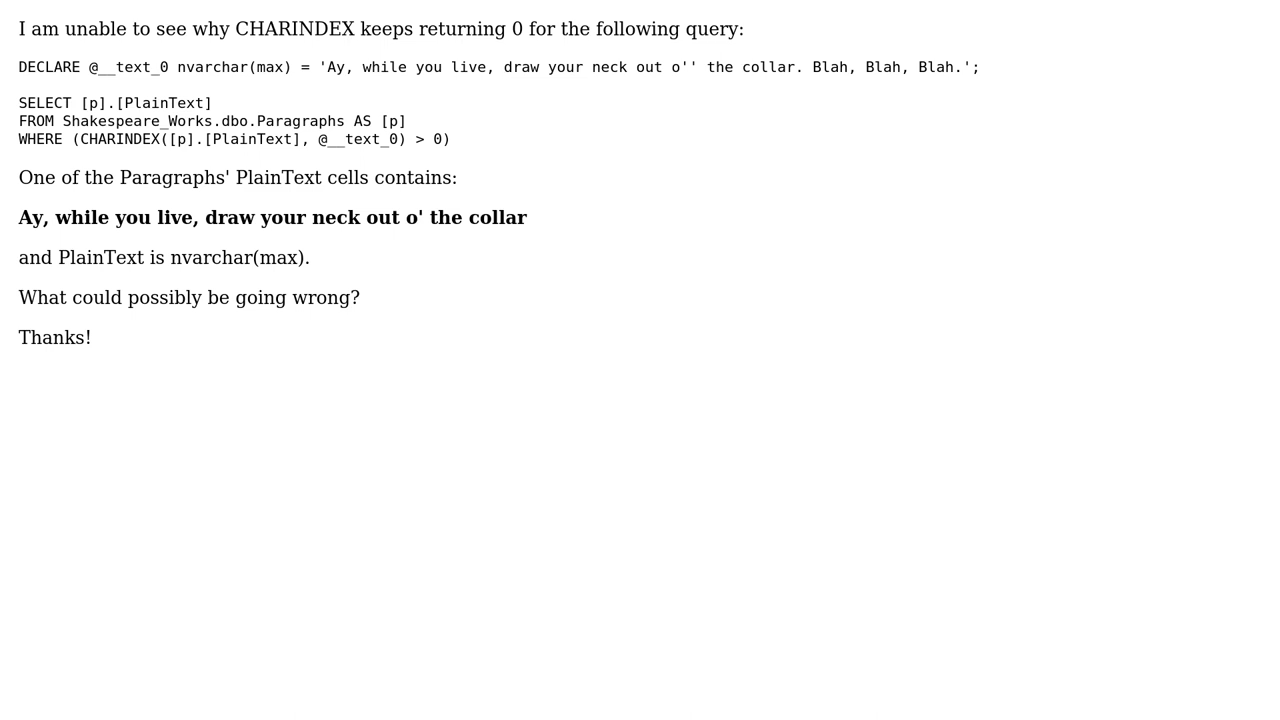 I am unable to see why CHARINDEX keeps returning 0 for the following query:
DECLARE @__text_0 nvarchar(max) = 'Ay, while you live, draw your neck out o'' the collar. Blah, Blah, Blah.';
SELECT [p].[PlainText]
FROM Shakespeare_Works.dbo.Paragraphs AS [p]
WHERE (CHARINDEX([p].[PlainText], @__text_0) > 0)
One of the Paragraphs' PlainText cells contains:
Ay, while you live, draw your neck out o' the collar
and PlainText is nvarchar(max).
What could possibly be going wrong?
Thanks!